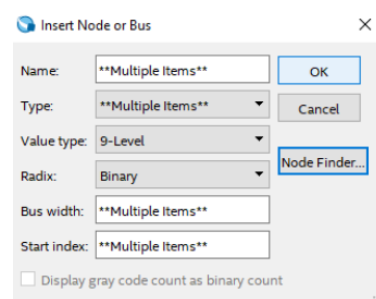 Insert Node or Bus
Name: **Multiple Items** OK
Type: **Multiple Items** Cancel
Value type: 9-Level
Node Finder...
Radix: Binary
Bus width: **Multiple Items**
Start index: **Multiple Items**
Display gray code count as binary count